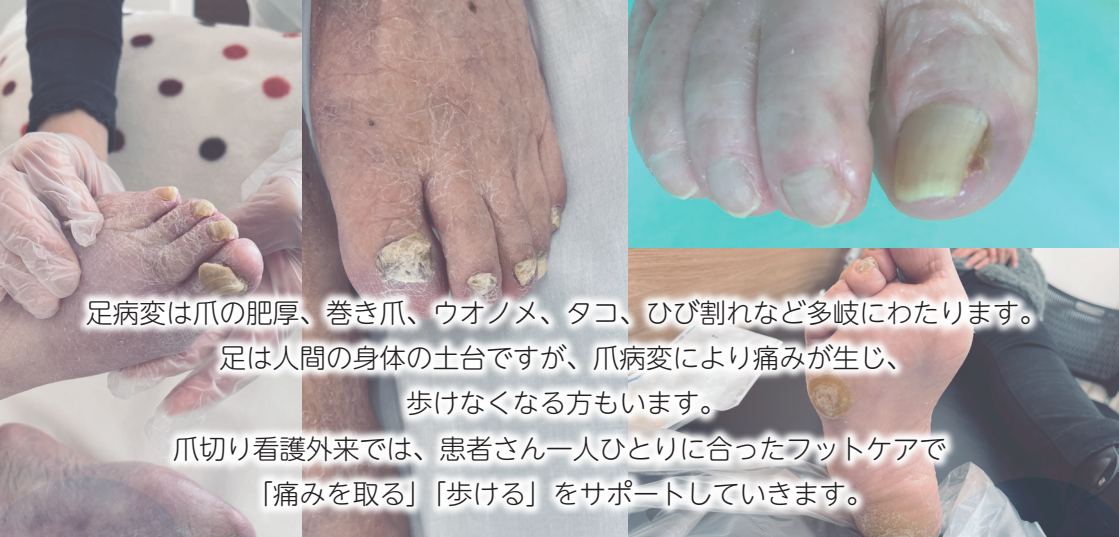 足病変は爪の肥厚、巻き爪、ウオノメ、タコ、ひび割れなど多岐にわたります。
足は人間の身体の土台ですが、爪病変により痛みが生じ、
歩けなくなる方もいます。
爪切り看護外来では、患者さん一人ひとりに合ったフットケアで
「痛みを取る」「歩ける」をサポートしていきます。